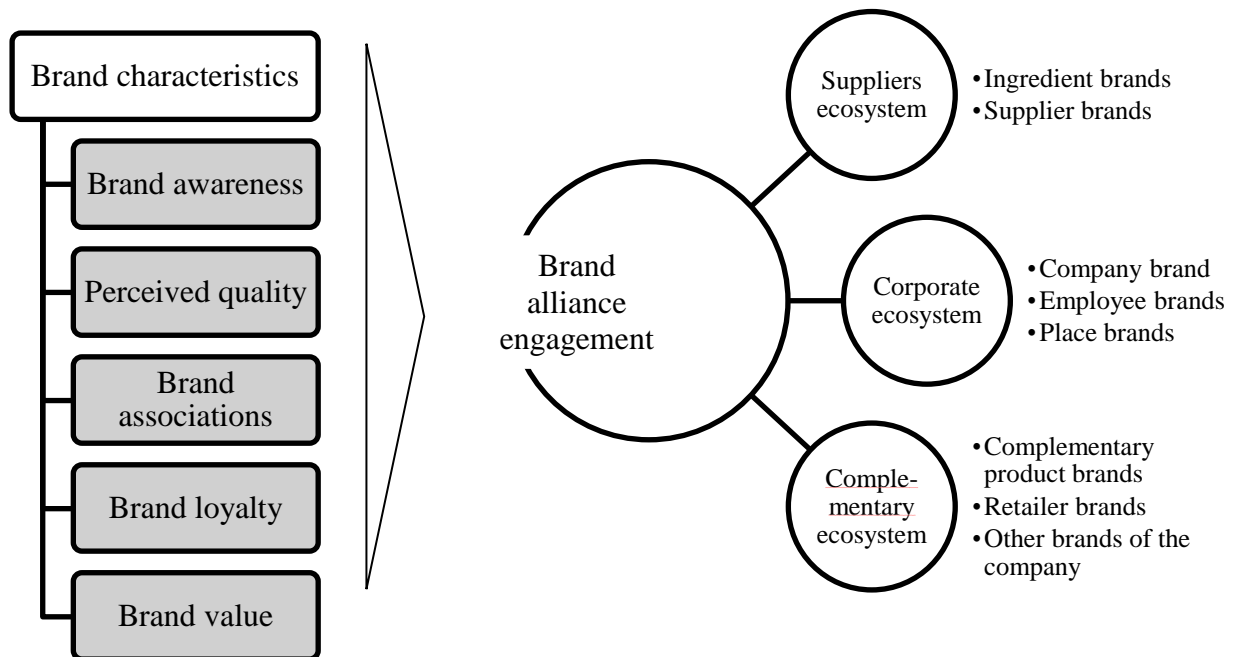 Brand characteristics
Brand awareness
Perceived quality
Brand
associations
Brand loyalty
Brand value
Brand
alliance
engagement
Suppliers
ecosystem
•Ingredient brands
•Supplier brands
Corporate
ecosystem
•Company brand
•Employee brands
•Place brands
Comple-
mentary
ecosystem
•Complementary
product brands
•Retailer brands
•Other brands of the
company